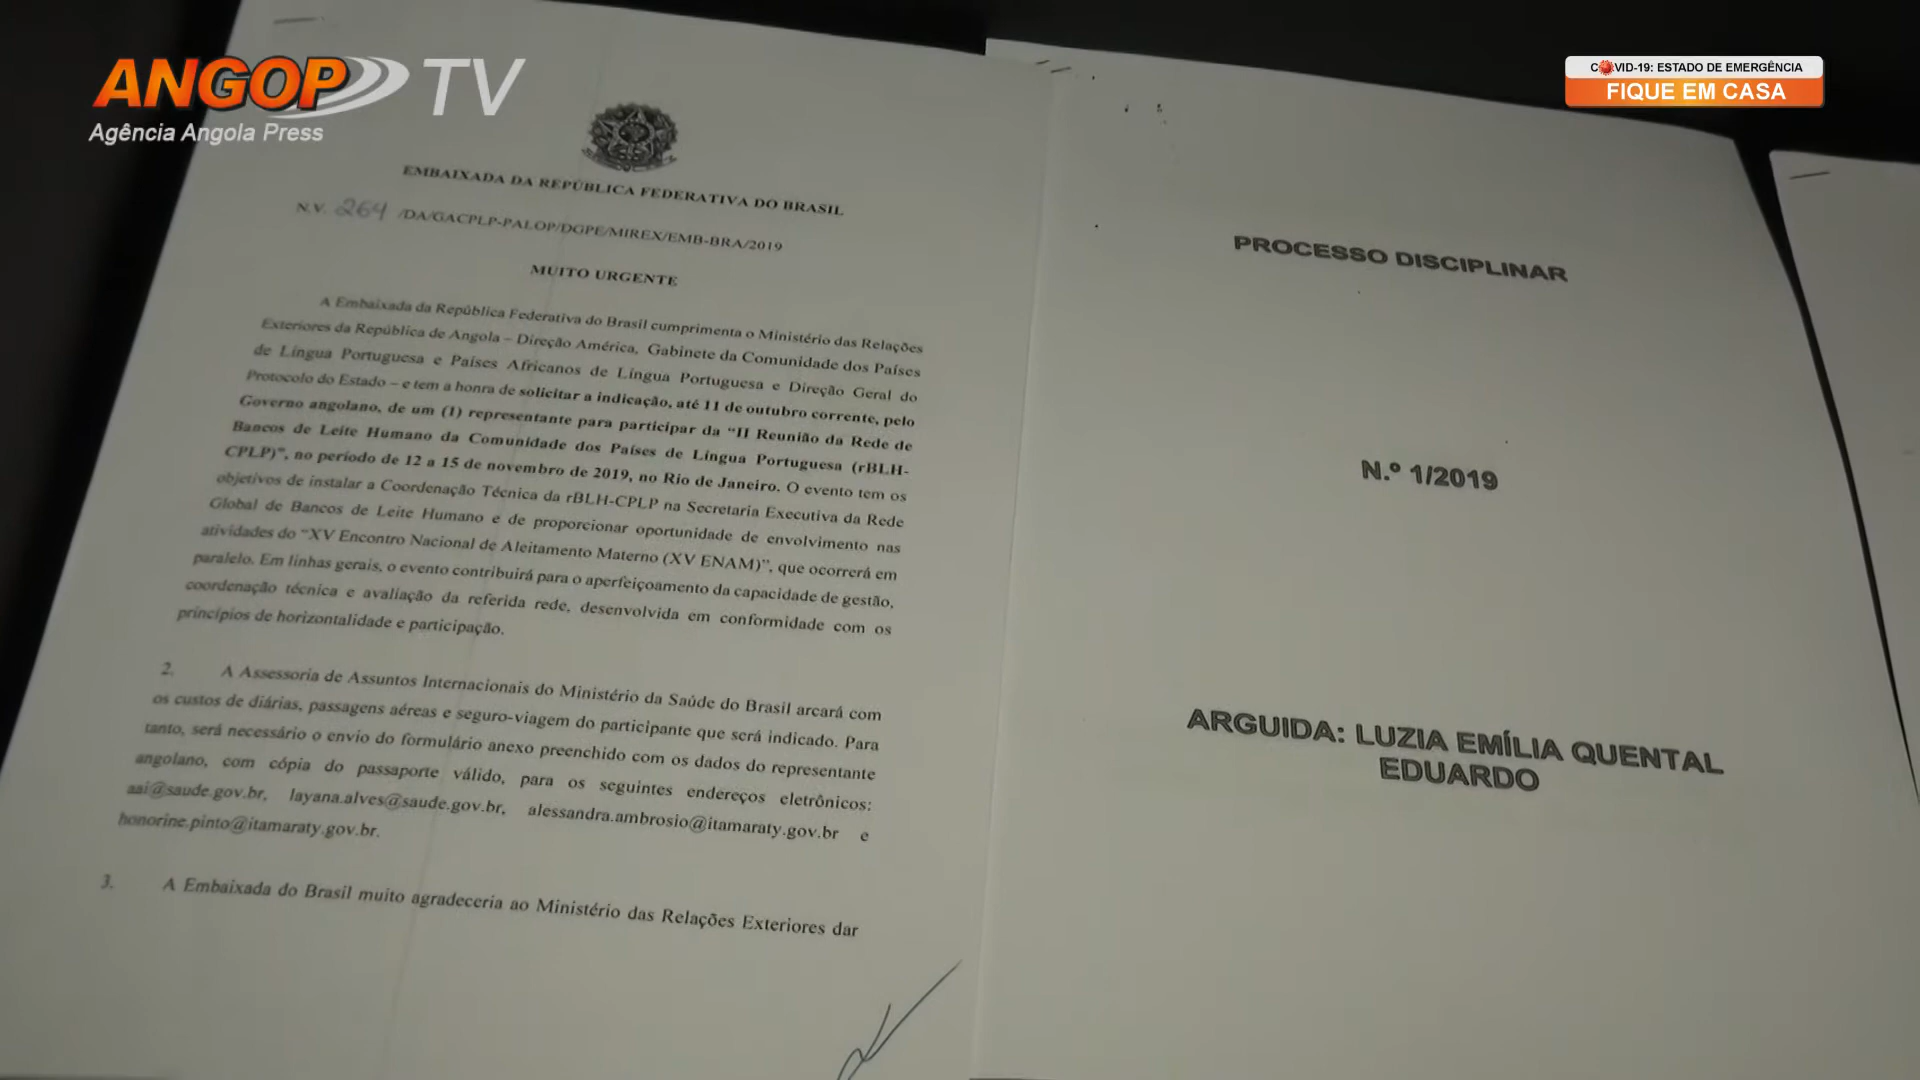 ANGOP TV
Agência Angola Press
COVID-19: ESTADO DE EMERGÊNCIA
FIQUE EM CASA
EMBAIXADA DA REPÚBLICA FEDERATIVA DO BRASIL
N.V. 264 /DA/GACPLP-PALOP/DGPE/MIREX/EMB-BRA/2019
MUITO URGENTE
A Embaixada da República Federativa do Brasil cumprimenta o Ministério das Relações
Exteriores da República de Angola – Direção América, Gabinete da Comunidade dos Países
de Língua Portuguesa e Países Africanos de Língua Portuguesa e Direção Geral do
Protocolo do Estado – e tem a honra de solicitar a indicação, até 11 de outubro corrente, pelo
Governo angolano, de um (1) representante para participar da “II Reunião da Rede de
Bancos de Leite Humano da Comunidade dos Países de Língua Portuguesa (rBLH-
CPLP)”, no período de 12 a 15 de novembro de 2019, no Rio de Janeiro. O evento tem os
objetivos de instalar a Coordenação Técnica da rBLH-CPLP na Secretaria Executiva da Rede
Global de Bancos de Leite Humano e de proporcionar oportunidade de envolvimento nas
atividades do “XV Encontro Nacional de Aleitamento Materno (XV ENAM)”, que ocorrerá em
paralelo. Em linhas gerais, o evento contribuirá para o aperfeiçoamento da capacidade de gestão,
coordenação técnica e avaliação da referida rede, desenvolvida em conformidade com os
princípios de horizontalidade e participação.
2. A Assessoria de Assuntos Internacionais do Ministério da Saúde do Brasil arcará com
os custos de diárias, passagens aéreas e seguro-viagem do participante que será indicado. Para
tanto, será necessário o envio do formulário anexo preenchido com os dados do representante
angolano, com cópia do passaporte válido, para os seguintes endereços eletrônicos:
aai@saude.gov.br, layana.alves@saude.gov.br, alessandra.ambrosio@itamaraty.gov.br e
honorine.pinto@itamaraty.gov.br.
3. A Embaixada do Brasil muito agradeceria ao Ministério das Relações Exteriores dar
PROCESSO DISCIPLINAR
N.º 1/2019
ARGUIDA: LUZIA EMÍLIA QUENTAL
EDUARDO